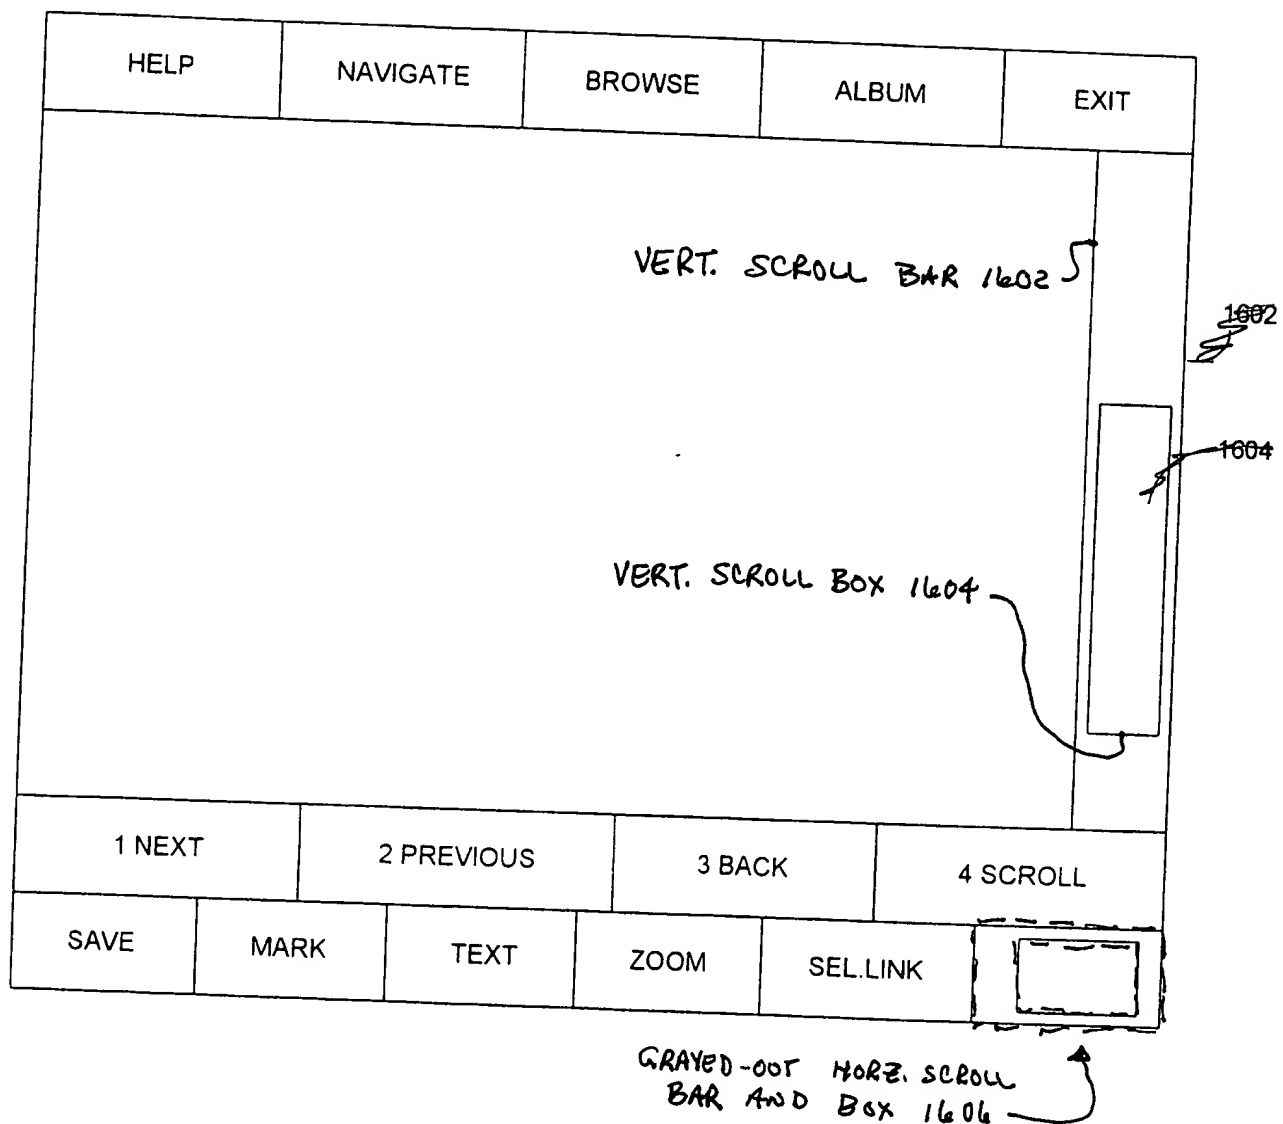 HELP NAVIGATE BROWSE ALBUM EXIT
VERT. SCROLL BAR 1602
1602
1604
VERT. SCROLL BOX 1604
1 NEXT 2 PREVIOUS 3 BACK 4 SCROLL
SAVE MARK TEXT ZOOM SEL.LINK
GRAYED-OUT HORZ. SCROLL
BAR AND BOX 1606